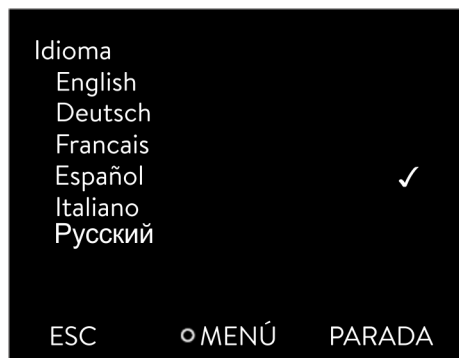 Idioma
English
Deutsch
Francais
Español ✓
Italiano
Русский
ESC MENÚ PARADA